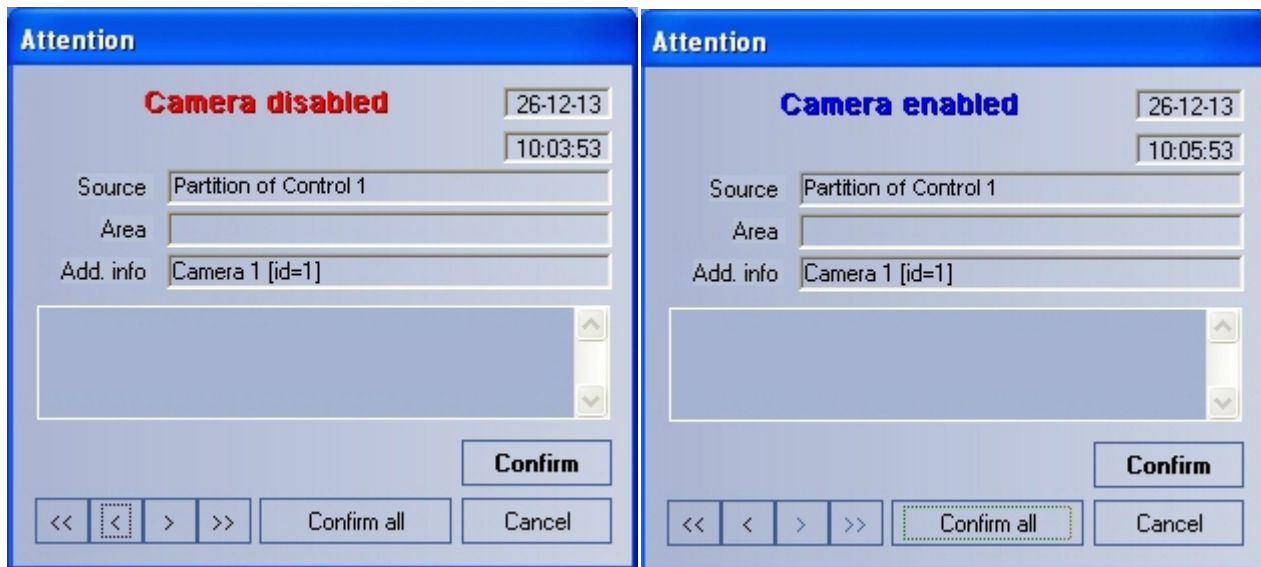 Attention
Camera disabled
26-12-13
10:03:53
Source Partition of Control 1
Area
Add. info Camera 1 [id=1]
Confirm
<< < > >> Confirm all Cancel
Attention
Camera enabled
26-12-13
10:05:53
Source Partition of Control 1
Area
Add. info Camera 1 [id=1]
Confirm
<< < > >> Confirm all Cancel